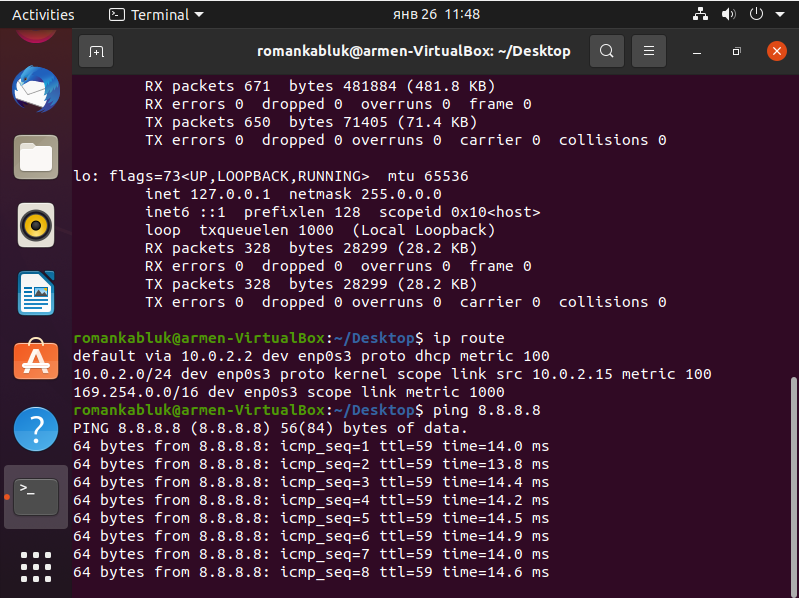 Activities
Terminal
янв 26 11:48
romankabluk@armen-VirtualBox: ~/Desktop
RX packets 671  bytes 481884 (481.8 KB)
RX errors 0  dropped 0  overruns 0  frame 0
TX packets 650  bytes 71405 (71.4 KB)
TX errors 0  dropped 0 overruns 0  carrier 0  collisions 0
lo: flags=73<UP,LOOPBACK,RUNNING>  mtu 65536
inet 127.0.0.1  netmask 255.0.0.0
inet6 ::1  prefixlen 128  scopeid 0x10<host>
loop  txqueuelen 1000  (Local Loopback)
RX packets 328  bytes 28299 (28.2 KB)
RX errors 0  dropped 0  overruns 0  frame 0
TX packets 328  bytes 28299 (28.2 KB)
TX errors 0  dropped 0 overruns 0  carrier 0  collisions 0
romankabluk@armen-VirtualBox:~/Desktop$ ip route
default via 10.0.2.2 dev enp0s3 proto dhcp metric 100
10.0.2.0/24 dev enp0s3 proto kernel scope link src 10.0.2.15 metric 100
169.254.0.0/16 dev enp0s3 scope link metric 1000
romankabluk@armen-VirtualBox:~/Desktop$ ping 8.8.8.8
PING 8.8.8.8 (8.8.8.8) 56(84) bytes of data.
64 bytes from 8.8.8.8: icmp_seq=1 ttl=59 time=14.0 ms
64 bytes from 8.8.8.8: icmp_seq=2 ttl=59 time=13.8 ms
64 bytes from 8.8.8.8: icmp_seq=3 ttl=59 time=14.4 ms
64 bytes from 8.8.8.8: icmp_seq=4 ttl=59 time=14.2 ms
64 bytes from 8.8.8.8: icmp_seq=5 ttl=59 time=14.5 ms
64 bytes from 8.8.8.8: icmp_seq=6 ttl=59 time=14.9 ms
64 bytes from 8.8.8.8: icmp_seq=7 ttl=59 time=14.0 ms
64 bytes from 8.8.8.8: icmp_seq=8 ttl=59 time=14.6 ms